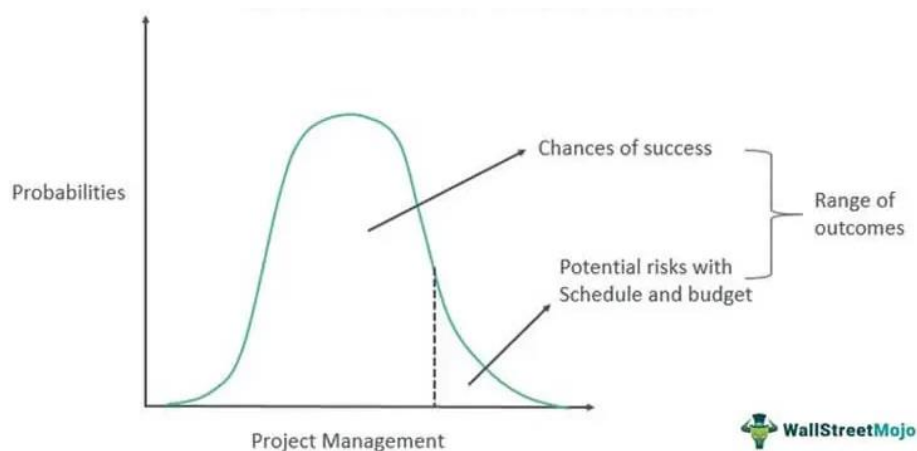 Probabilities
Chances of success
Potential risks with
Schedule and budget
Range of
outcomes
Project Management
WallStreetMojo